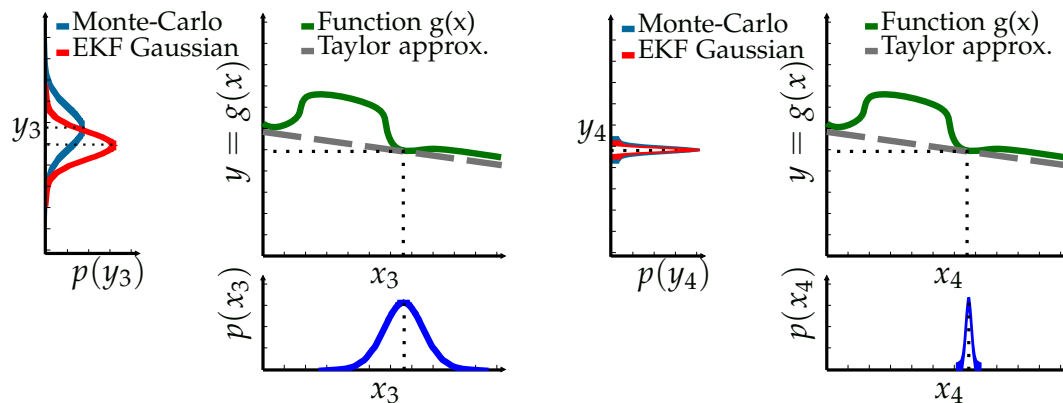 Monte-Carlo
EKF Gaussian
y3
p(y3)
Function g(x)
Taylor approx.
y = g(x)
x3
p(x3)
x3
Monte-Carlo
EKF Gaussian
y4
p(y4)
Function g(x)
Taylor approx.
y = g(x)
x4
p(x4)
x4